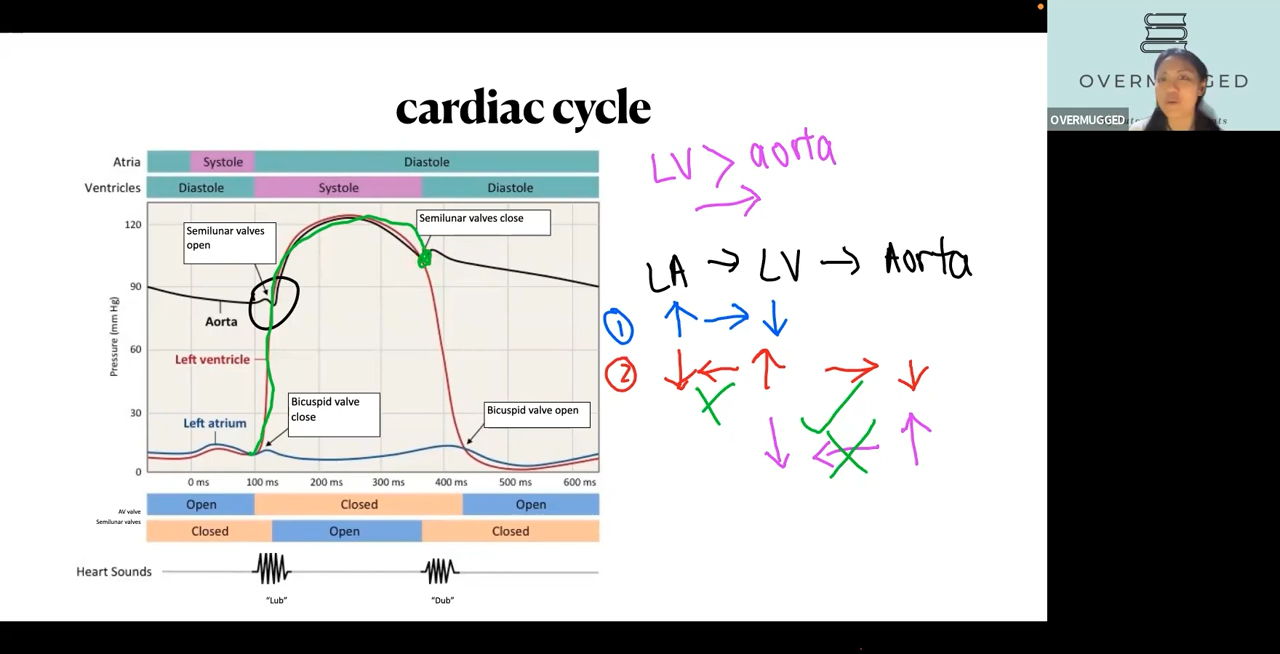 OVERMUGGED
OVERMUGGED
cardiac cycle
LV > aorta
LA → LV → Aorta
①
②
Atria
Systole
Diastole
Ventricles
Diastole
Systole
Diastole
Pressure (mm Hg)
120
90
60
30
0
Semilunar valves
open
Semilunar valves close
Aorta
Left ventricle
Bicuspid valve
close
Left atrium
Bicuspid valve open
0 ms
100 ms
200 ms
300 ms
400 ms
500 ms
600 ms
AV valve
Open
Closed
Open
Semilunar valves
Closed
Open
Closed
Heart Sounds
"Lub"
"Dub"